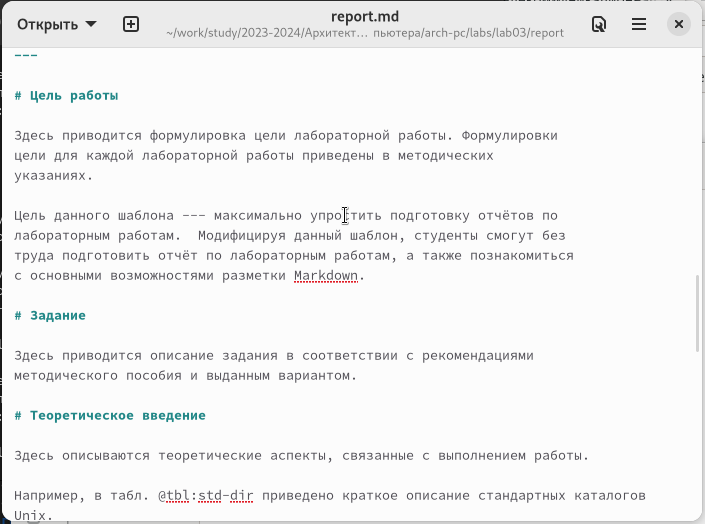 Открыть
report.md
~/work/study/2023-2024/Архитект… пьютера/arch-pc/labs/lab03/report
---
# Цель работы
Здесь приводится формулировка цели лабораторной работы. Формулировки
цели для каждой лабораторной работы приведены в методических
указаниях.
Цель данного шаблона --- максимально упростить подготовку отчётов по
лабораторным работам.  Модифицируя данный шаблон, студенты смогут без
труда подготовить отчёт по лабораторным работам, а также познакомиться
с основными возможностями разметки Markdown.
# Задание
Здесь приводится описание задания в соответствии с рекомендациями
методического пособия и выданным вариантом.
# Теоретическое введение
Здесь описываются теоретические аспекты, связанные с выполнением работы.
Например, в табл. @tbl:std-dir приведено краткое описание стандартных каталогов
Unix.